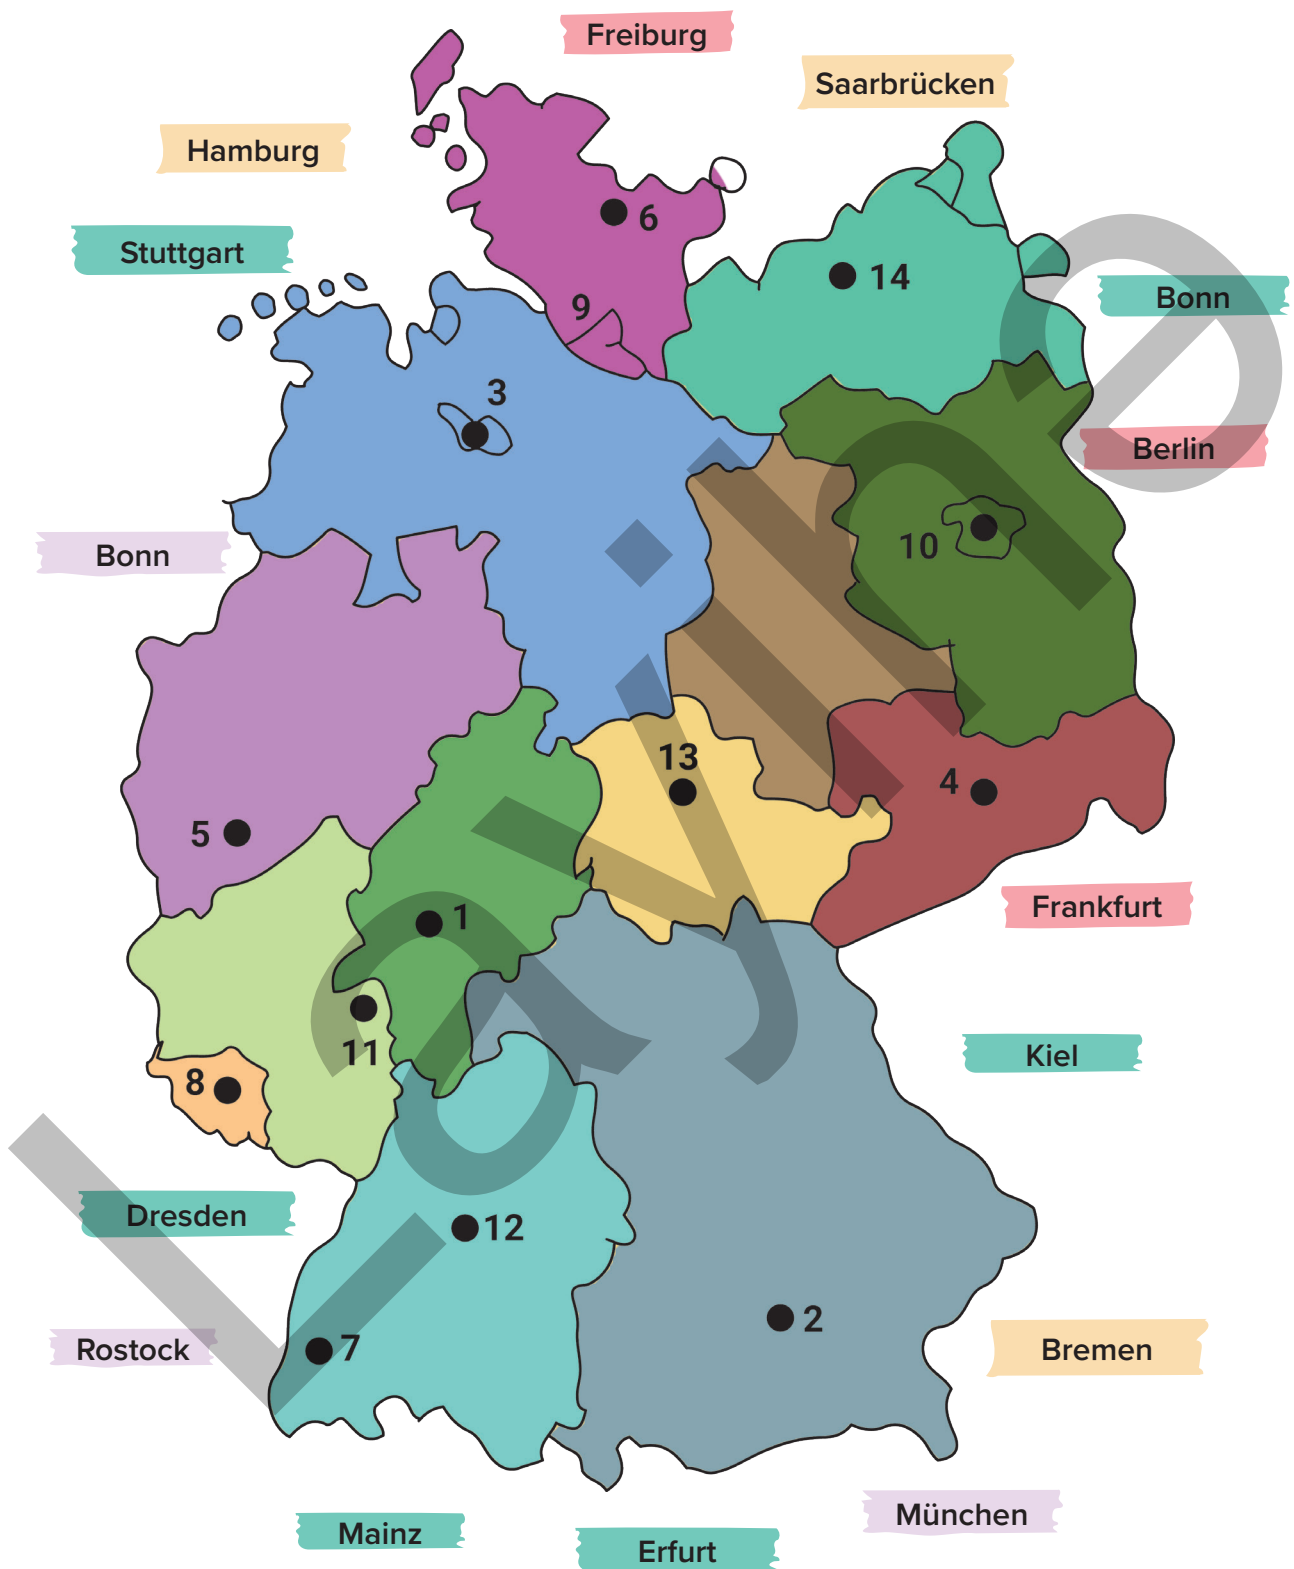 Freiburg
Saarbrücken
Hamburg
6
Stuttgart
14
Bonn
9
3
Berlin
10
Bonn
13
4
5
Frankfurt
1
11
Kiel
8
Dresden
12
2
7
Rostock
Bremen
München
Mainz
Erfurt